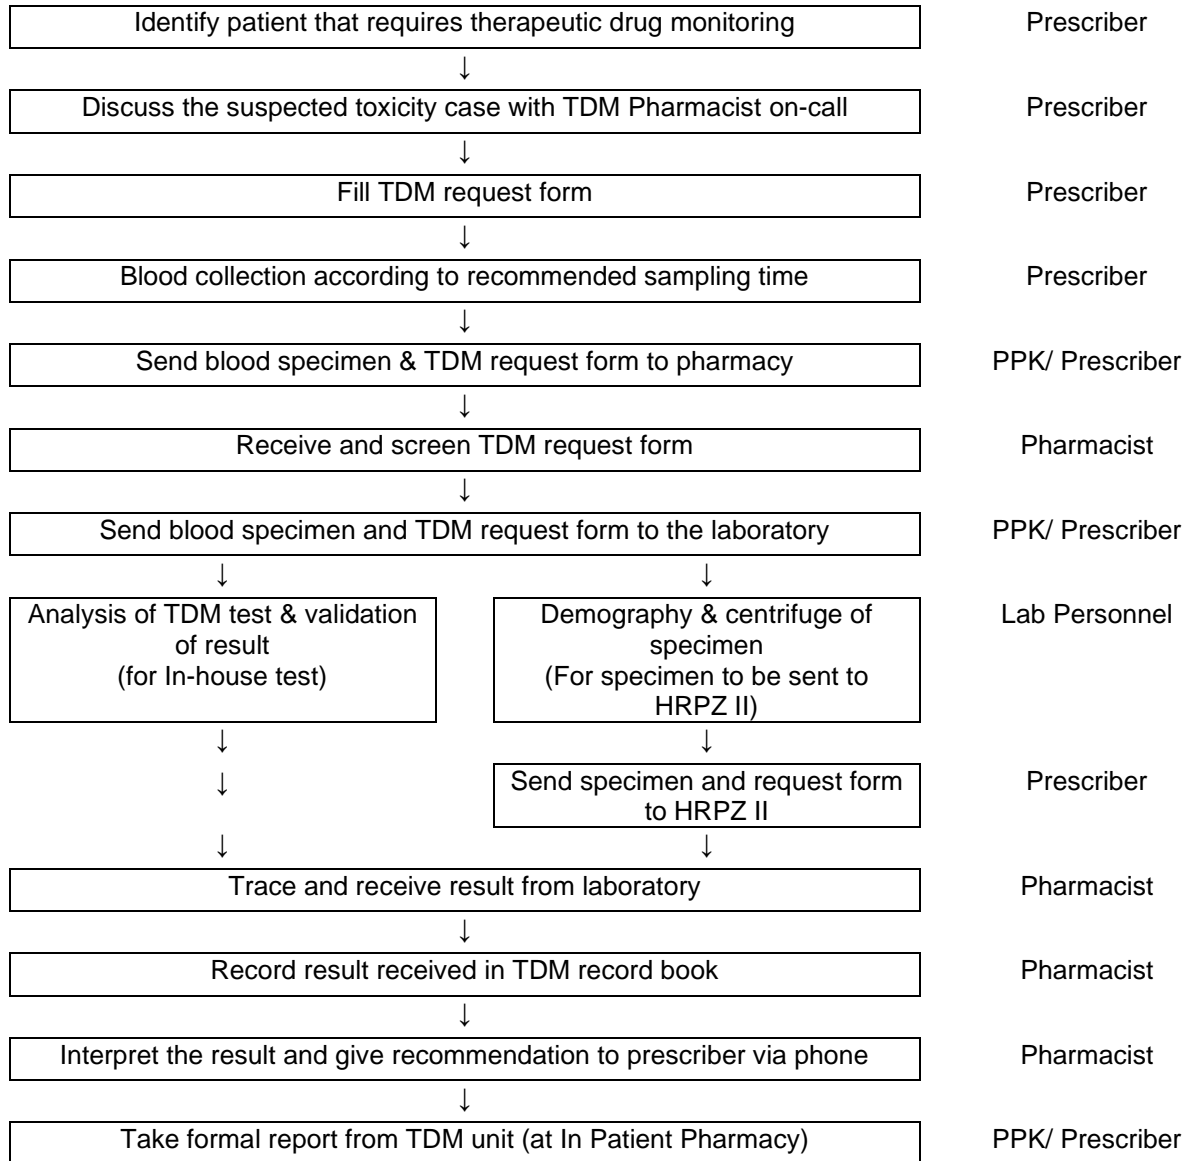 Identify patient that requires therapeutic drug monitoring Prescriber
↓
Discuss the suspected toxicity case with TDM Pharmacist on-call Prescriber
↓
Fill TDM request form Prescriber
↓
Blood collection according to recommended sampling time Prescriber
↓
Send blood specimen & TDM request form to pharmacy PPK/ Prescriber
↓
Receive and screen TDM request form Pharmacist
↓
Send blood specimen and TDM request form to the laboratory PPK/ Prescriber
↓ ↓
Analysis of TDM test & validation
of result
(for In-house test)
Demography & centrifuge of
specimen
(For specimen to be sent to
HRPZ II)
Lab Personnel
↓ ↓
↓
Send specimen and request form
to HRPZ II
Prescriber
↓ ↓
Trace and receive result from laboratory Pharmacist
↓
Record result received in TDM record book Pharmacist
↓
Interpret the result and give recommendation to prescriber via phone Pharmacist
↓
Take formal report from TDM unit (at In Patient Pharmacy) PPK/ Prescriber